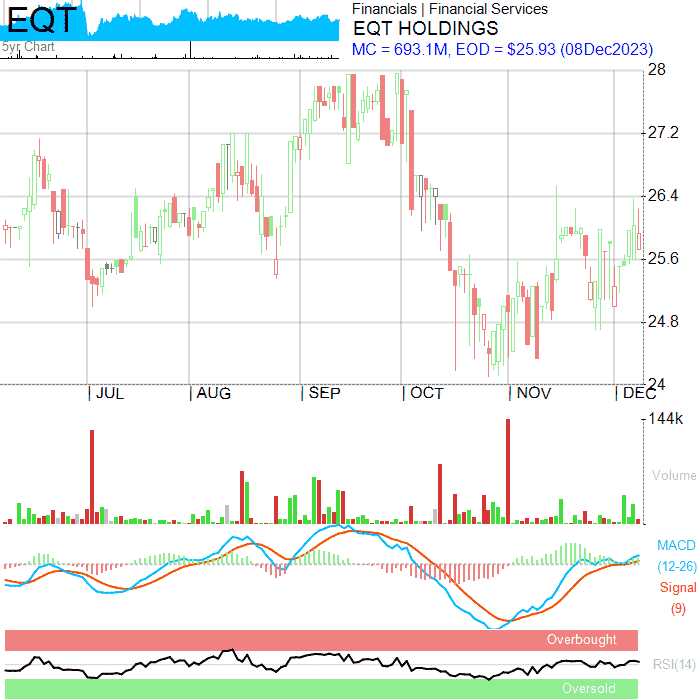 EQT
5yr Chart
Financials | Financial Services
EQT HOLDINGS
MC = 693.1M, EOD = $25.93 (08Dec2023)
28
27.2
26.4
25.6
24.8
24
JUL AUG SEP OCT NOV DEC
144k
Volume
MACD
(12-26)
Signal
(9)
Overbought
RSI(14)
Oversold